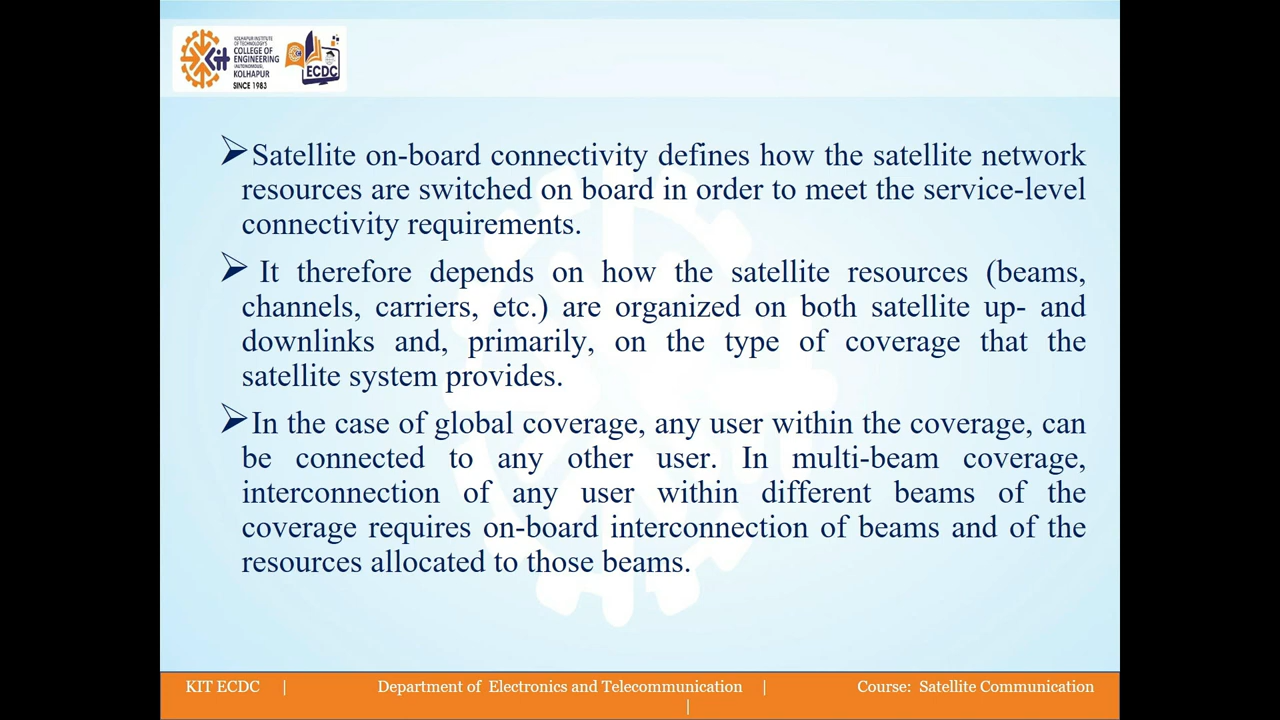 KOLHAPUR INSTITUTE
OF TECHNOLOGY'S
COLLEGE OF
ENGINEERING
(AUTONOMOUS),
KOLHAPUR
SINCE 1983
Kit
ECDC
➢Satellite on-board connectivity defines how the satellite network
resources are switched on board in order to meet the service-level
connectivity requirements.
➢ It therefore depends on how the satellite resources (beams,
channels, carriers, etc.) are organized on both satellite up- and
downlinks and, primarily, on the type of coverage that the
satellite system provides.
➢In the case of global coverage, any user within the coverage, can
be connected to any other user. In multi-beam coverage,
interconnection of any user within different beams of the
coverage requires on-board interconnection of beams and of the
resources allocated to those beams.
KIT ECDC | Department of Electronics and Telecommunication | Course: Satellite Communication
|